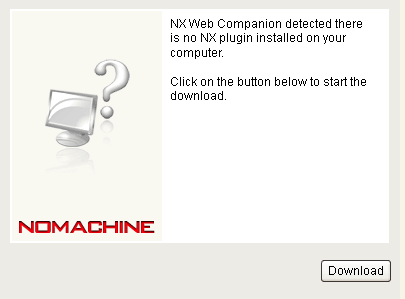 NX Web Companion detected there
is no NX plugin installed on your
computer.
Click on the button below to start the
download.
NOMACHINE
Download